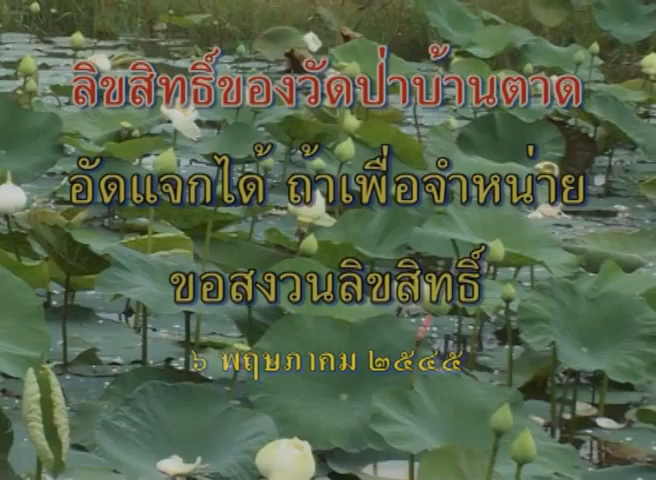 ลิขสิทธิ์ของวัดป่าบ้านตาด
อัดแจกได้ ถ้าเพื่อจำหน่าย
ขอสงวนลิขสิทธิ์
๖ พฤษภาคม ๒๕๔๕